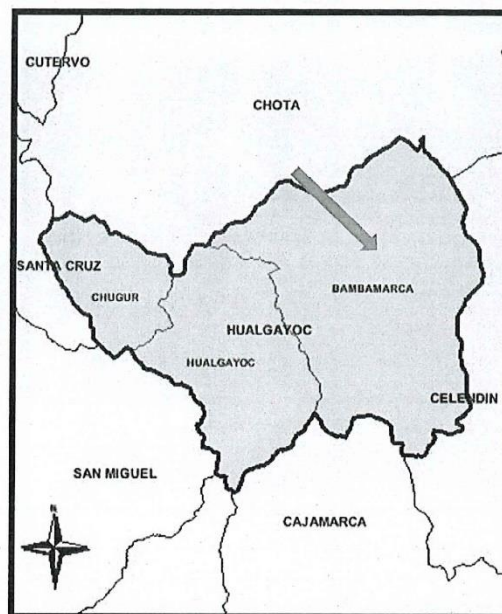 CUTERVO
CHOTA
SANTA CRUZ
CHUGUR
BAMBAMARCA
HUALGAYOC
HUALGAYOC
CELENDIN
SAN MIGUEL
CAJAMARCA
N